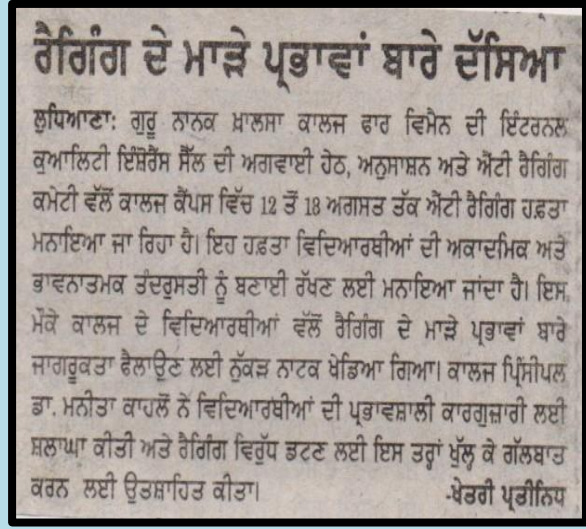 ਰੈਗਿੰਗ ਦੇ ਮਾੜੇ ਪ੍ਰਭਾਵਾਂ ਬਾਰੇ ਦੱਸਿਆ
ਲੁਧਿਆਣਾ: ਗੁਰੂ ਨਾਨਕ ਖ਼ਾਲਸਾ ਕਾਲਜ ਫਾਰ ਵਿਮੈਨ ਦੀ ਇੰਟਰਨਲ
ਕੁਆਲਿਟੀ ਇੰਸ਼ੋਰੈਂਸ ਸੈੱਲ ਦੀ ਅਗਵਾਈ ਹੇਠ, ਅਨੁਸਾਸ਼ਨ ਅਤੇ ਐਂਟੀ ਰੈਗਿੰਗ
ਕਮੇਟੀ ਵੱਲੋਂ ਕਾਲਜ ਕੈਂਪਸ ਵਿੱਚ 12 ਤੋਂ 18 ਅਗਸਤ ਤੱਕ ਐਂਟੀ ਰੈਗਿੰਗ ਹਫ਼ਤਾ
ਮਨਾਇਆ ਜਾ ਰਿਹਾ ਹੈ। ਇਹ ਹਫ਼ਤਾ ਵਿਦਿਆਰਥੀਆਂ ਦੀ ਅਕਾਦਮਿਕ ਅਤੇ
ਭਾਵਨਾਤਮਕ ਤੰਦਰੁਸਤੀ ਨੂੰ ਬਣਾਈ ਰੱਖਣ ਲਈ ਮਨਾਇਆ ਜਾਂਦਾ ਹੈ। ਇਸ
ਮੌਕੇ ਕਾਲਜ ਦੇ ਵਿਦਿਆਰਥੀਆਂ ਵੱਲੋਂ ਰੈਗਿੰਗ ਦੇ ਮਾੜੇ ਪ੍ਰਭਾਵਾਂ ਬਾਰੇ
ਜਾਗਰੂਕਤਾ ਫੈਲਾਉਣ ਲਈ ਨੁੱਕੜ ਨਾਟਕ ਖੇਡਿਆ ਗਿਆ। ਕਾਲਜ ਪ੍ਰਿੰਸੀਪਲ
ਡਾ. ਮਨੀਤਾ ਕਾਹਲੋਂ ਨੇ ਵਿਦਿਆਰਥੀਆਂ ਦੀ ਪ੍ਰਭਾਵਸ਼ਾਲੀ ਕਾਰਗੁਜ਼ਾਰੀ ਲਈ
ਸ਼ਲਾਘਾ ਕੀਤੀ ਅਤੇ ਰੈਗਿੰਗ ਵਿਰੁੱਧ ਡਟਣ ਲਈ ਇਸ ਤਰ੍ਹਾਂ ਖੁੱਲ੍ਹ ਕੇ ਗੱਲਬਾਤ
ਕਰਨ ਲਈ ਉਤਸ਼ਾਹਿਤ ਕੀਤਾ। -ਖੇਤਰੀ ਪ੍ਰਤੀਨਿਧ